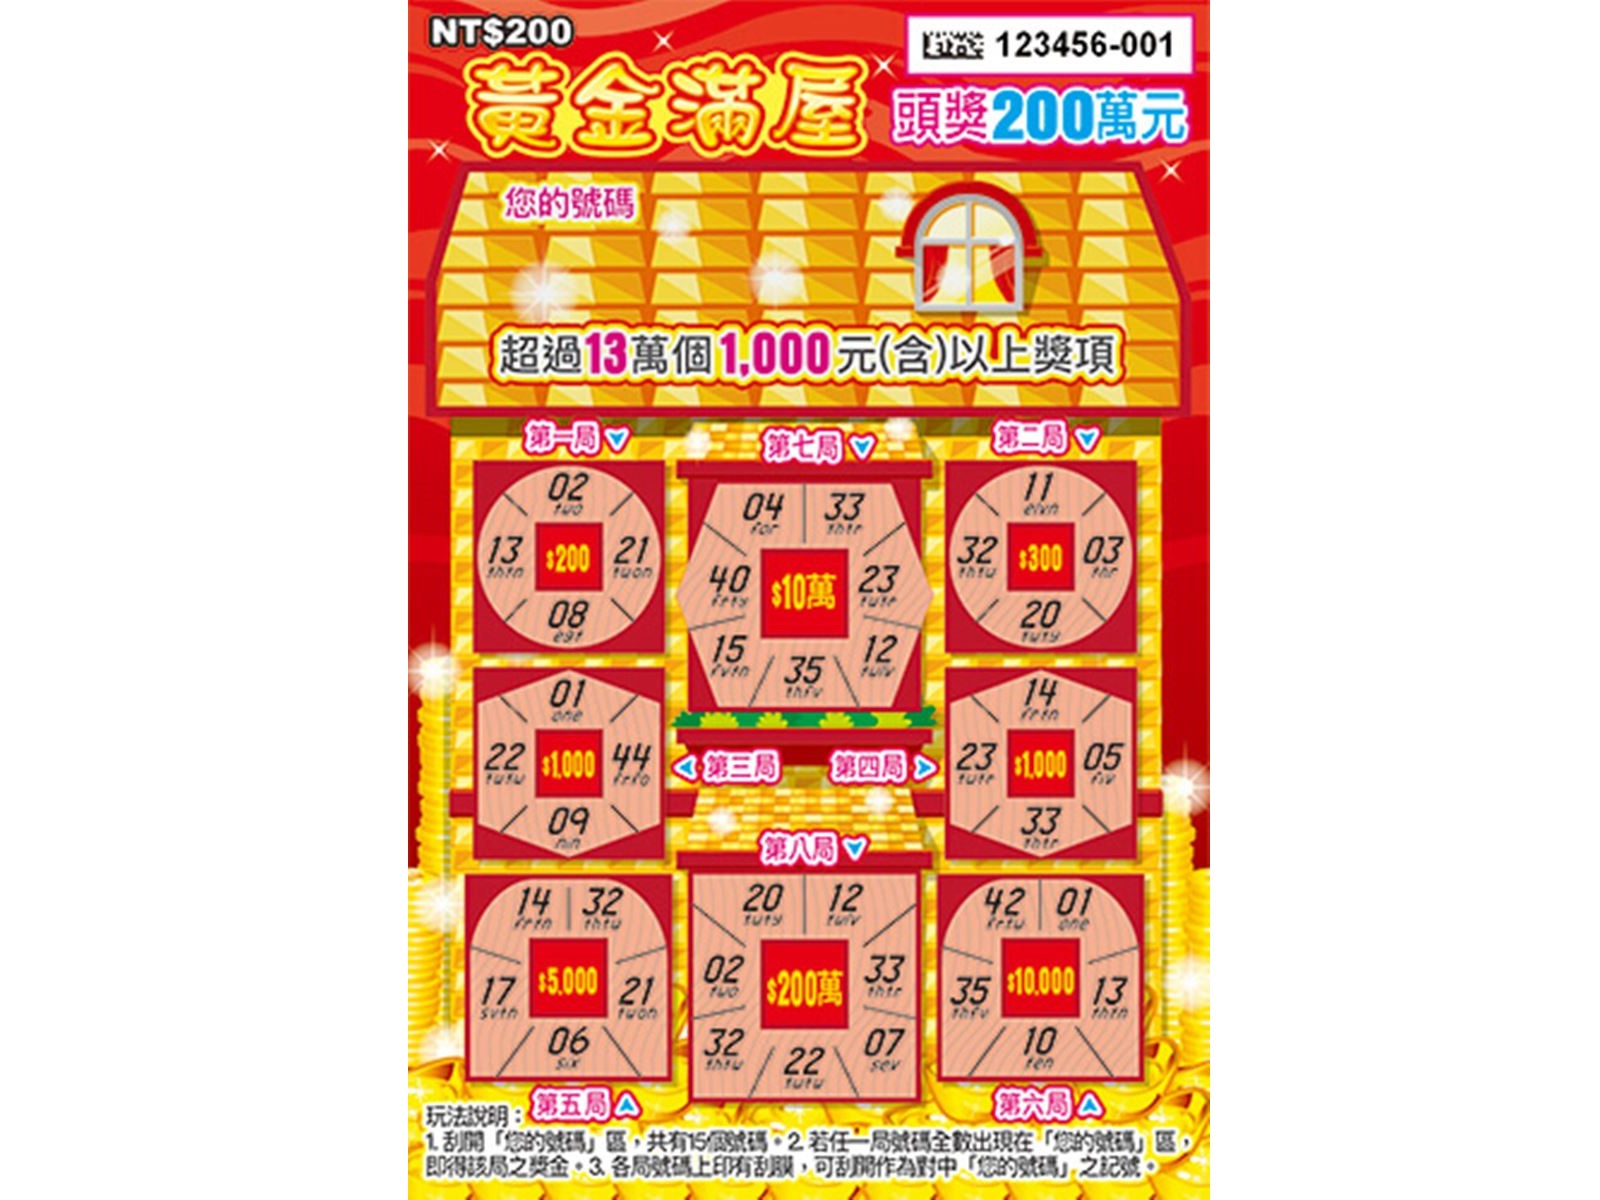 NT$200
123456-001
黃金滿屋
頭獎200萬元
您的號碼
超過13萬個1,000元(含)以上獎項
第一局
02 two
13 thtn
$200
21 twon
08 egt
第七局
04 for
33 thtr
40 frty
$10萬
23 twtr
15 fvtn
35 thfv
12 twlv
第二局
11 elvn
32 thtw
$300
03 thr
20 twty
01 one
22 twtw
$1,000
44 frfo
09 nin
第三局
第四局
14 frtn
23 twtr
$1,000
05 fiv
33 thtr
14 frtn
32 thtw
17 svtn
$5,000
21 twon
06 six
第五局
第八局
20 twty
12 twlv
02 two
$200萬
33 thtr
32 thtw
22 twtw
07 sev
42 frtw
01 one
35 thfv
$10,000
13 thtn
10 ten
第六局
玩法說明：
1. 刮開「您的號碼」區，共有15個號碼。2. 若任一局號碼全數出現在「您的號碼」區，
即得該局之獎金。3. 各局號碼上印有刮膜，可刮開作為對中「您的號碼」之記號。